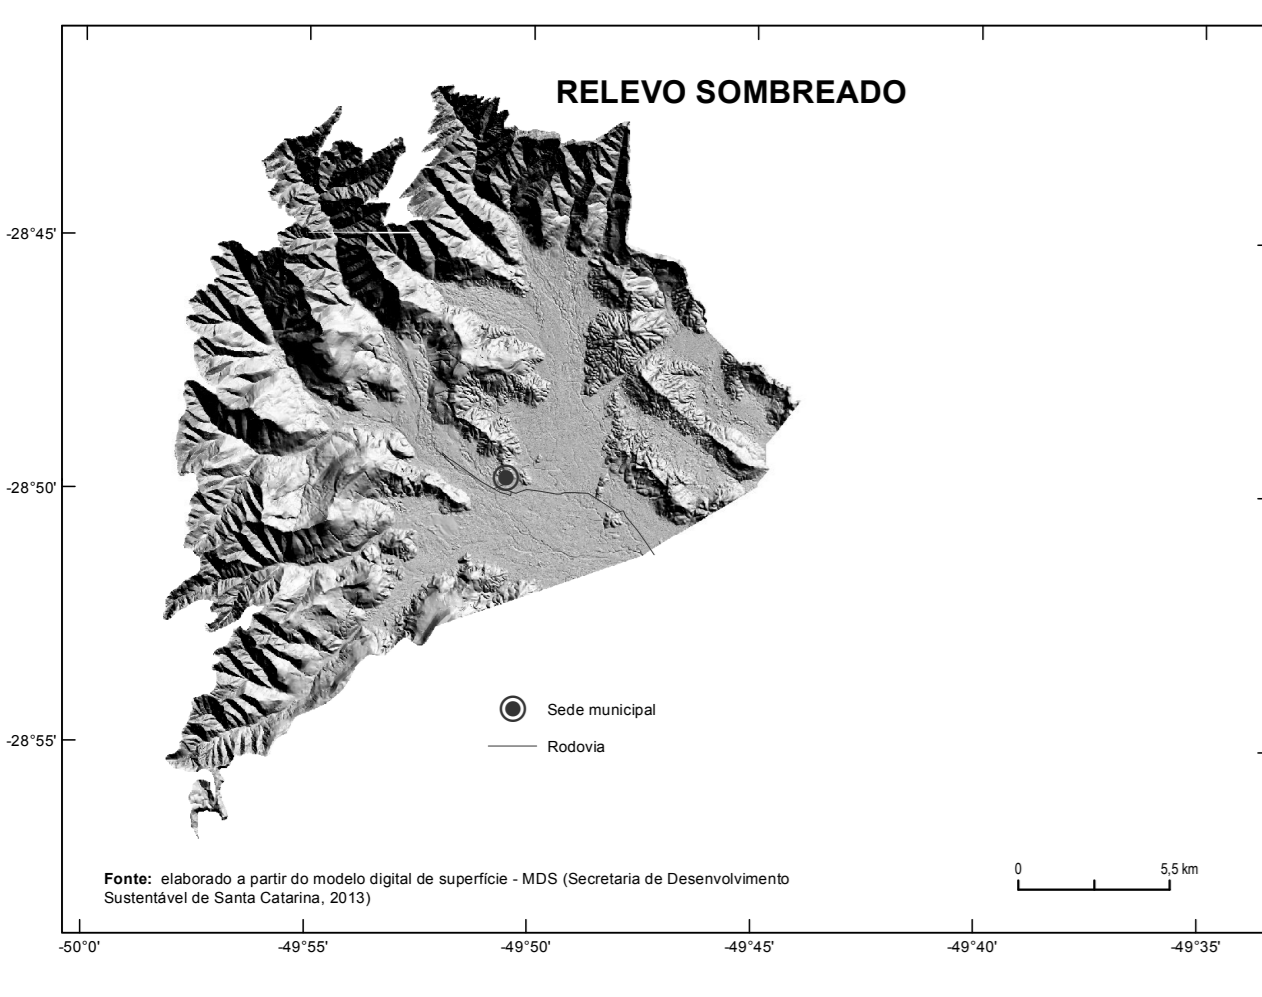 RELEVO SOMBREADO
-28°45'
-28°50'
-28°55'
Sede municipal
Rodovia
Fonte: elaborado a partir do modelo digital de superfície - MDS (Secretaria de Desenvolvimento
Sustentável de Santa Catarina, 2013)
0 5,5 km
-50°0' -49°55' -49°50' -49°45' -49°40' -49°35'